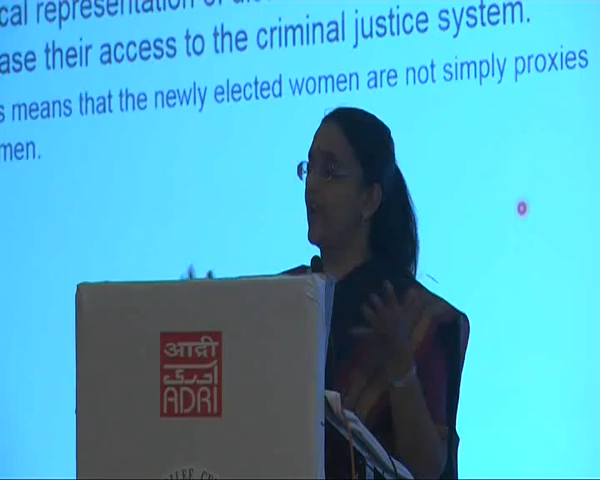 cal representation of
ase their access to the criminal justice system.
s means that the newly elected women are not simply proxies
men.
आद्री
ADRI